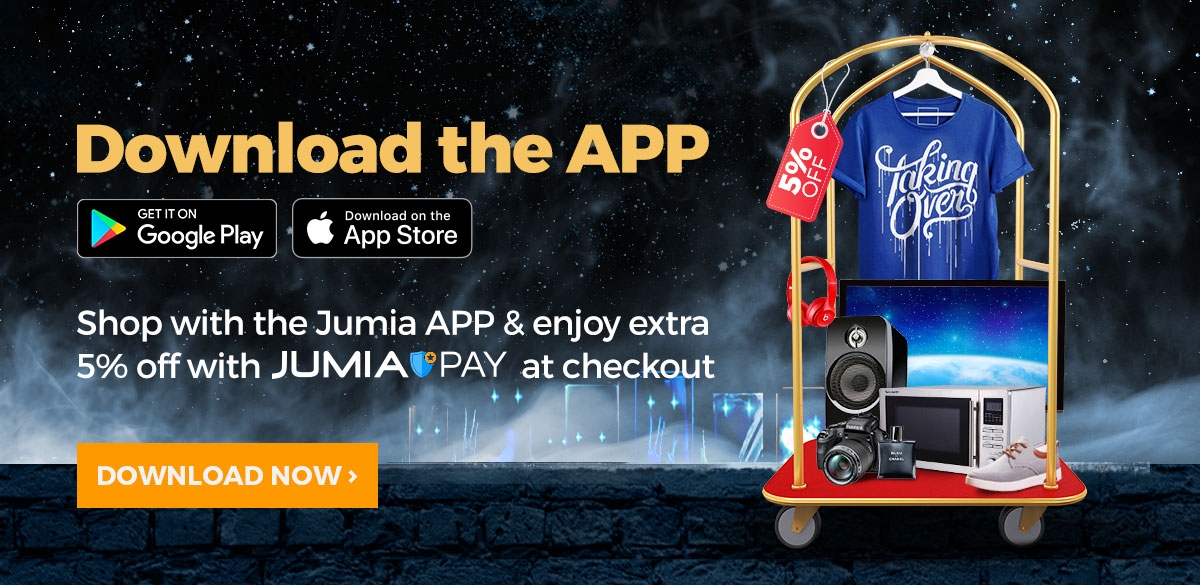 Download the APP
GET IT ON
Google Play
Download on the
App Store
Shop with the Jumia APP & enjoy extra
5% off with JUMIA PAY at checkout
DOWNLOAD NOW ›
5%
OFF
Taking
Over